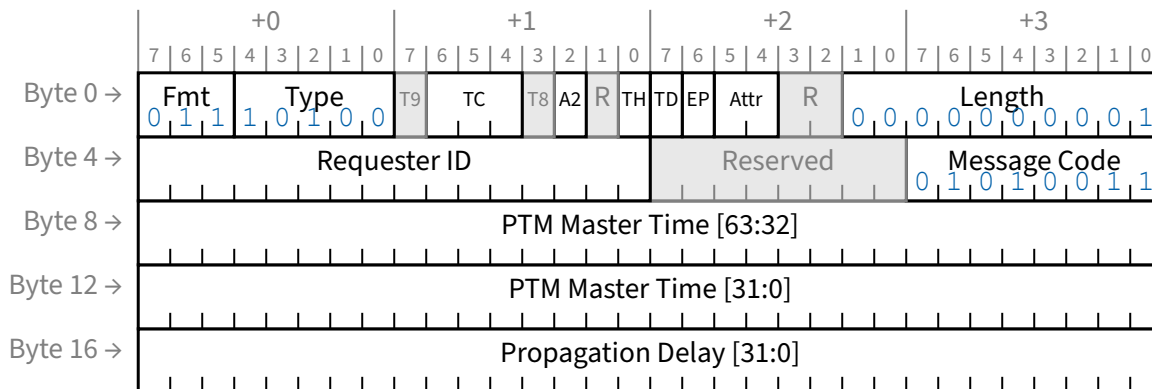 +0 +1 +2 +3
7 6 5 4 3 2 1 0 7 6 5 4 3 2 1 0 7 6 5 4 3 2 1 0 7 6 5 4 3 2 1 0
Byte 0 → Fmt Type T9 TC T8 A2 R TH TD EP Attr R Length
0 1 1 1 0 1 0 0 0 0 0 0 0 0 0 0 0 1
Byte 4 → Requester ID Reserved Message Code
0 1 0 1 0 0 1 1
Byte 8 → PTM Master Time [63:32]
Byte 12 → PTM Master Time [31:0]
Byte 16 → Propagation Delay [31:0]